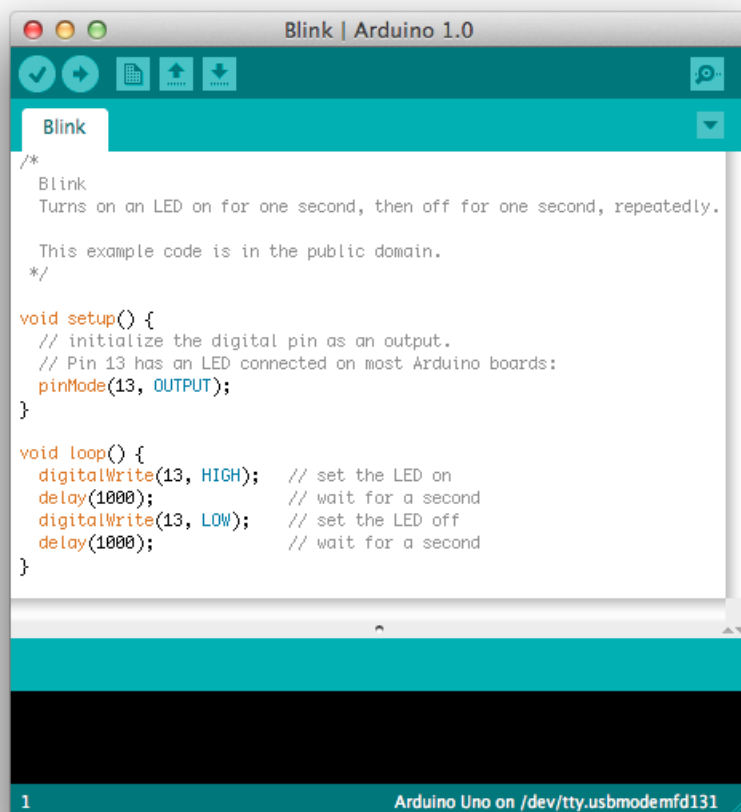 Blink | Arduino 1.0
Blink
/*
  Blink
  Turns on an LED on for one second, then off for one second, repeatedly.

  This example code is in the public domain.
 */

void setup() {
  // initialize the digital pin as an output.
  // Pin 13 has an LED connected on most Arduino boards:
  pinMode(13, OUTPUT);
}

void loop() {
  digitalWrite(13, HIGH);   // set the LED on
  delay(1000);              // wait for a second
  digitalWrite(13, LOW);    // set the LED off
  delay(1000);              // wait for a second
}
1 Arduino Uno on /dev/tty.usbmodemfd131